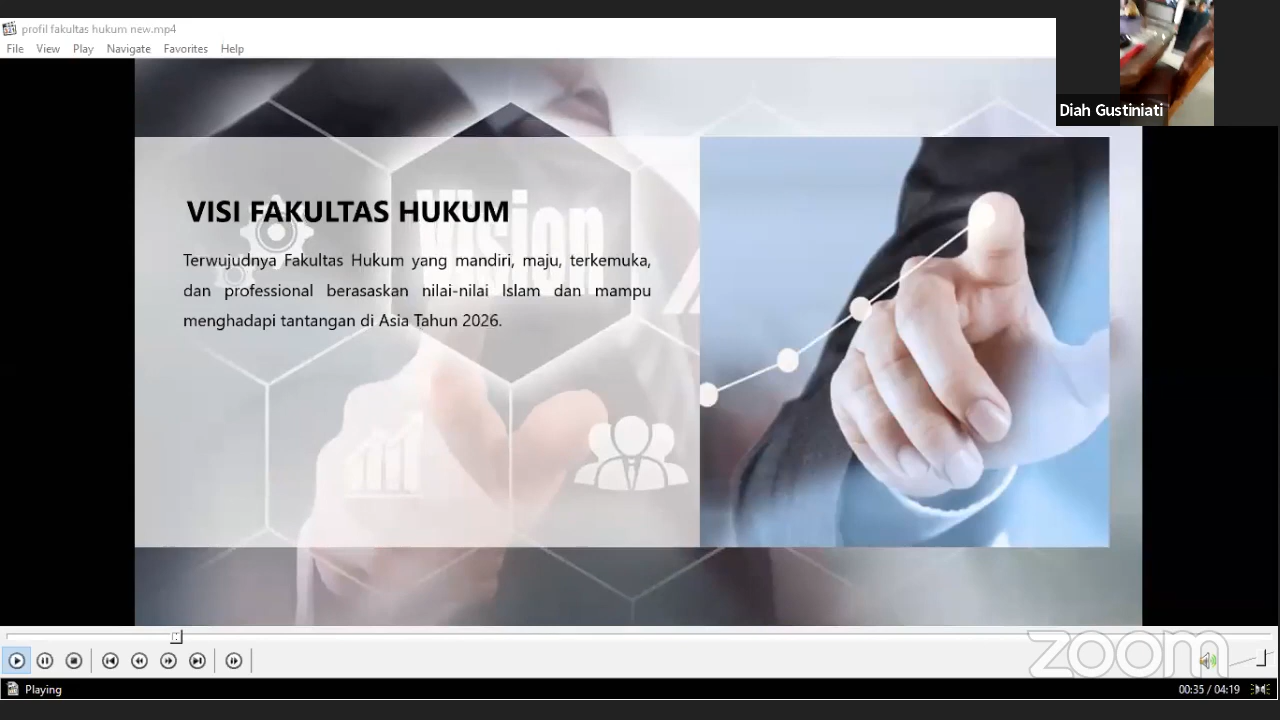 profil fakultas hukum new.mp4
File View Play Navigate Favorites Help
Diah Gustiniati
Vision
VISI FAKULTAS HUKUM
Terwujudnya Fakultas Hukum yang mandiri, maju, terkemuka,
dan professional berasaskan nilai-nilai Islam dan mampu
menghadapi tantangan di Asia Tahun 2026.
zoom
Playing
00:35 / 04:19